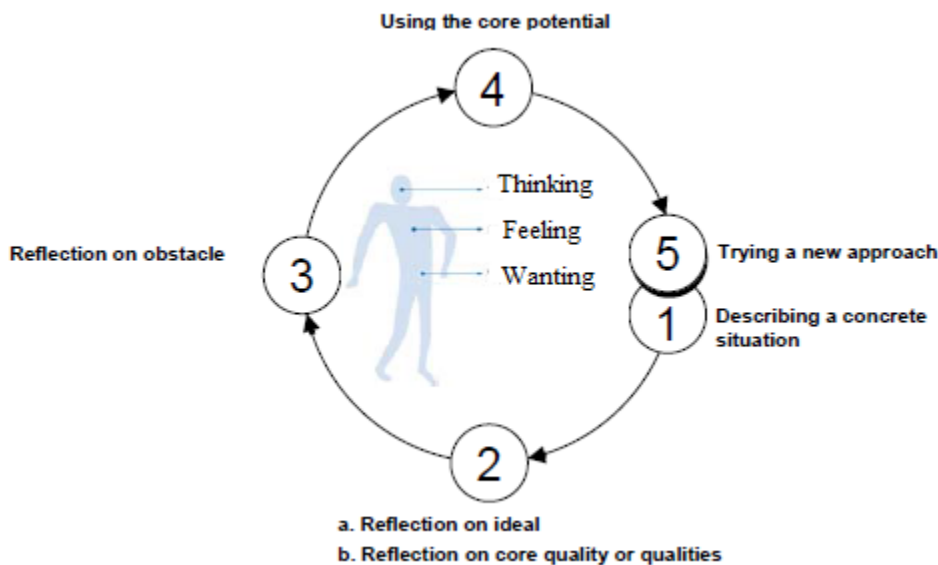 Using the core potential
4
Thinking
Feeling
Wanting
Reflection on obstacle
3
5
Trying a new approach
1
Describing a concrete
situation
2
a. Reflection on ideal
b. Reflection on core quality or qualities